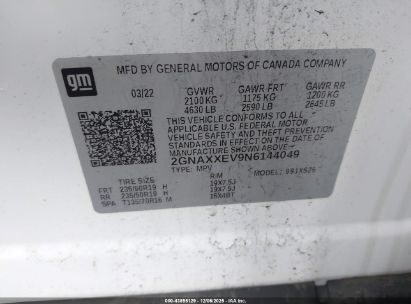 gm
MFD BY GENERAL MOTORS OF CANADA COMPANY
03/22 GVWR GAWR FRT GAWR RR
2100 KG 1175 KG 1200 KG
4630 LB 2590 LB 2645 LB
THIS VEHICLE CONFORMS TO ALL
APPLICABLE U.S. FEDERAL MOTOR
VEHICLE SAFETY AND THEFT PREVENTION
STANDARDS IN EFFECT ON THE DATE OF
MANUFACTURE SHOWN ABOVE.
2GNAXXEV9N6144049
TYPE: MPV MODEL:
TIRE SIZE RIM
FRT 235/50R19 H 19X7.5J
RR 235/50R19 H 19X7.5J
SPA T135/70R16 M 16X4BT